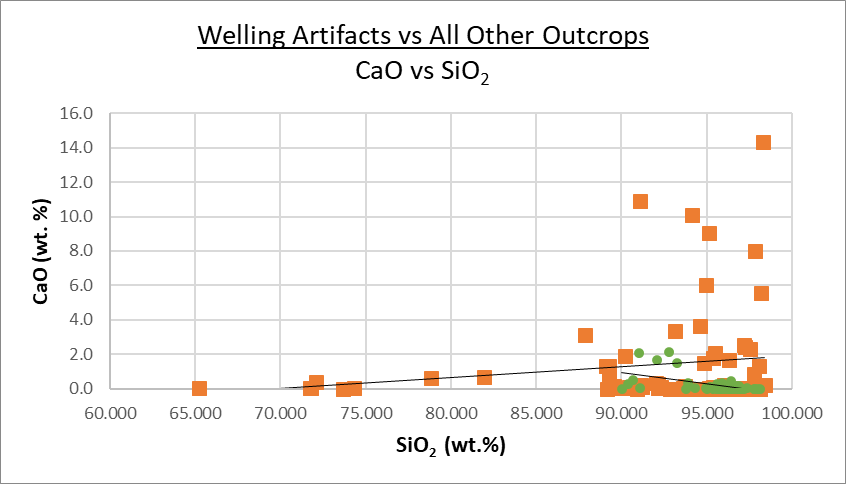 Welling Artifacts vs All Other Outcrops
CaO vs SiO₂
16.0
14.0
12.0
10.0
8.0
6.0
4.0
2.0
0.0
CaO (wt. %)
60.000 65.000 70.000 75.000 80.000 85.000 90.000 95.000 100.000
SiO₂ (wt.%)